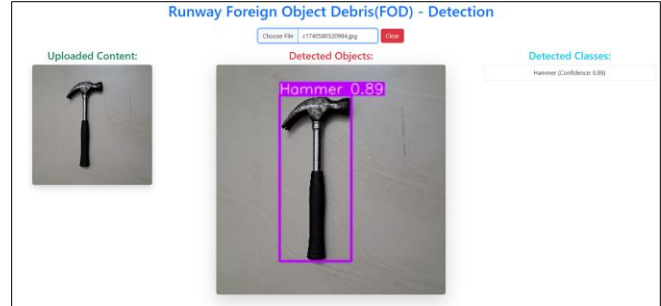 Runway Foreign Object Debris(FOD) - Detection
Choose File c1740580320984.jpg Clear
Uploaded Content:
Detected Objects:
Detected Classes:
Hammer 0.89
Hammer (Confidence: 0.89)